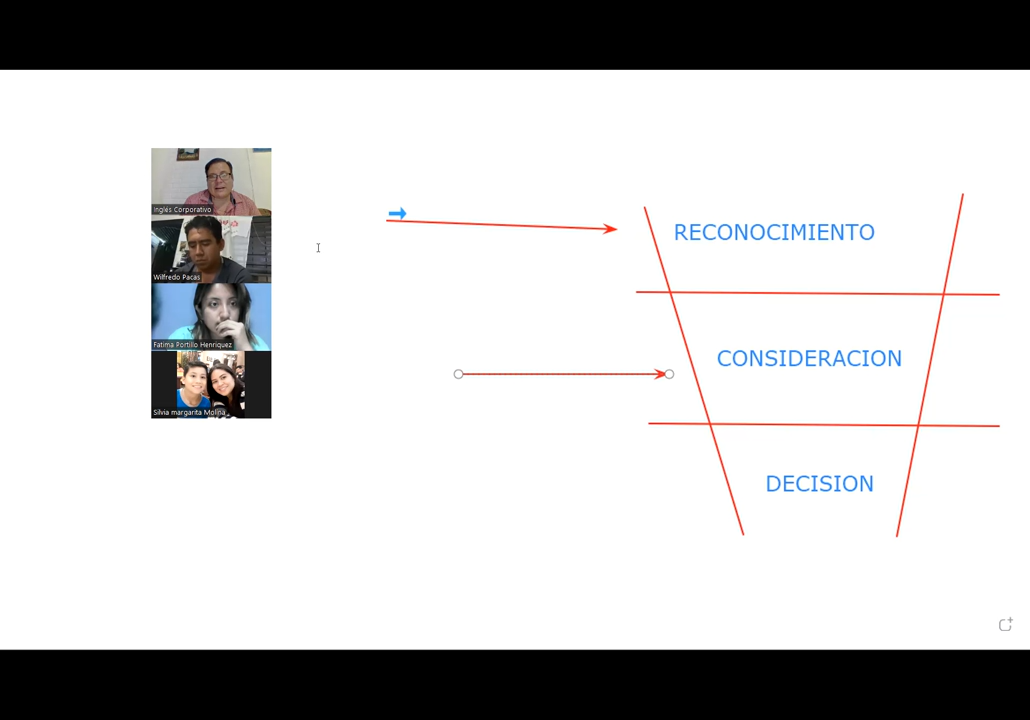 Inglés Corporativo
Wilfredo Pacas
Fatima Portillo Henriquez
Silvia margarita Molina
RECONOCIMIENTO
CONSIDERACION
DECISION